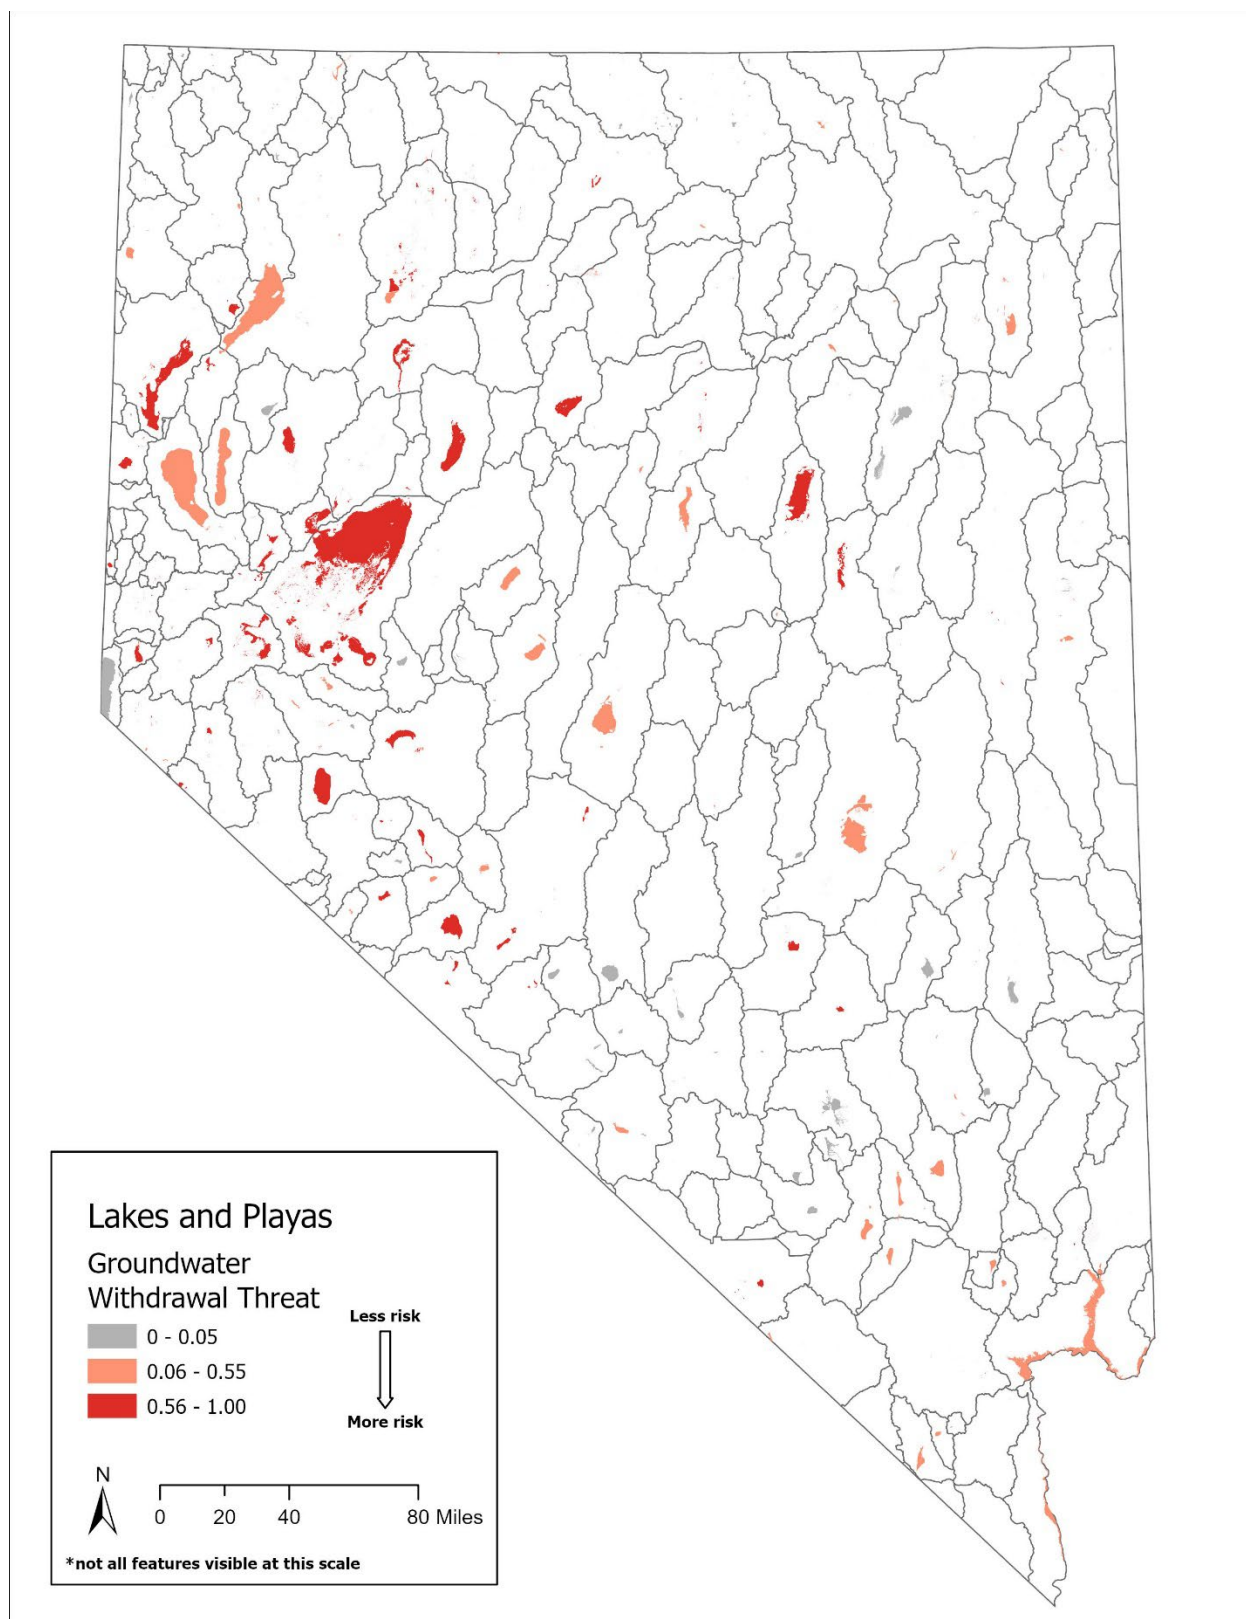 Lakes and Playas
Groundwater
Withdrawal Threat
0 - 0.05
0.06 - 0.55
0.56 - 1.00
Less risk
More risk
N
0 20 40 80 Miles
*not all features visible at this scale